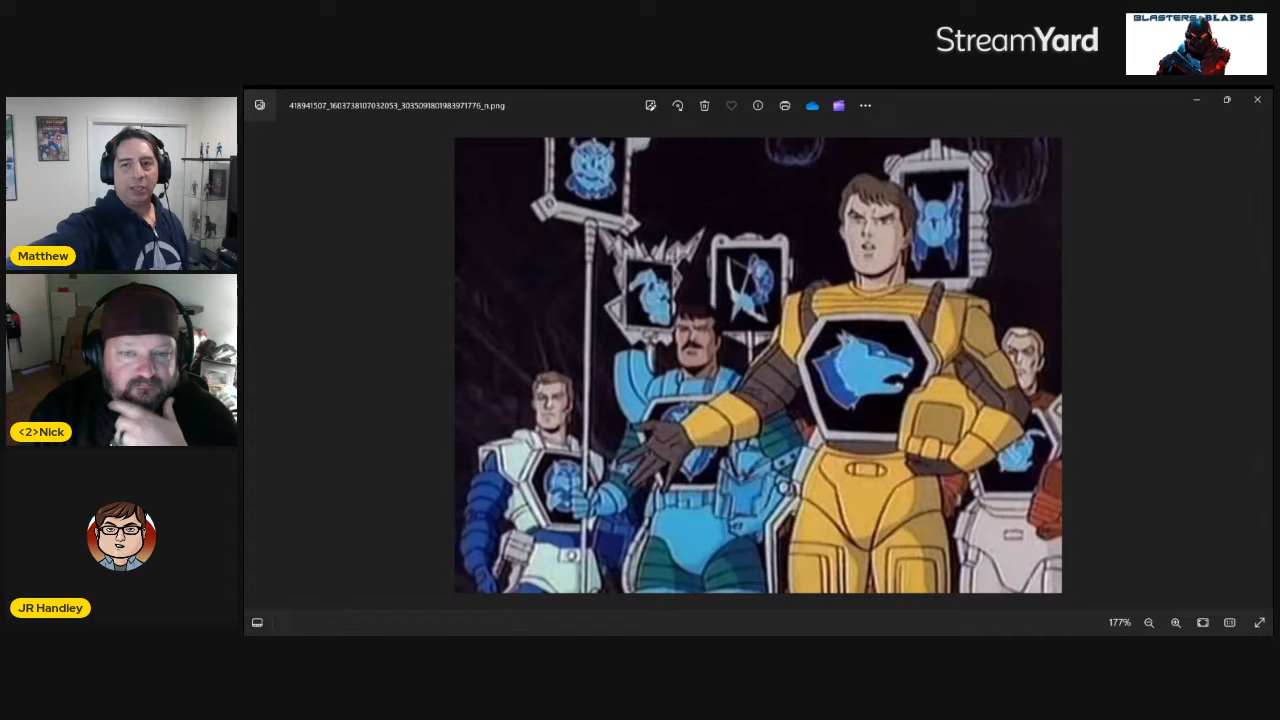 StreamYard
BLASTERS & BLADES
418941507_1603738107032053_3035091801983971776_n.png
Matthew
<2>Nick
JR Handley
177%